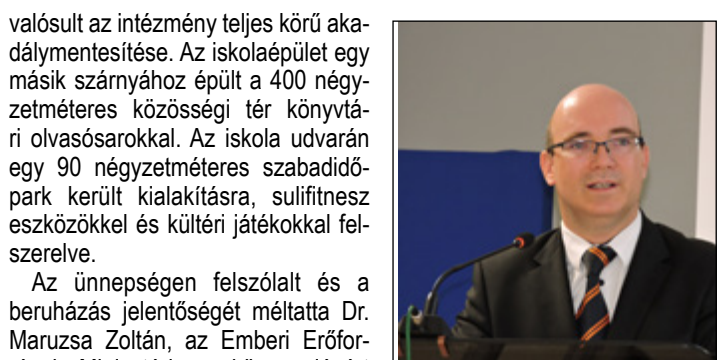 valósult az intézmény teljes körű aka-
dálymentesítése. Az iskolaépület egy
másik szárnyához épült a 400 négy-
zetméteres közösségi tér könyvtá-
ri olvasósarokkal. Az iskola udvarán
egy 90 négyzetméteres szabadidő-
park került kialakításra, sulifitnesz
eszközökkel és kültéri játékokkal fel-
szerelve.
Az ünnepségen felszólalt és a
beruházás jelentőségét méltatta Dr.
Maruzsa Zoltán, az Emberi Erőfor-